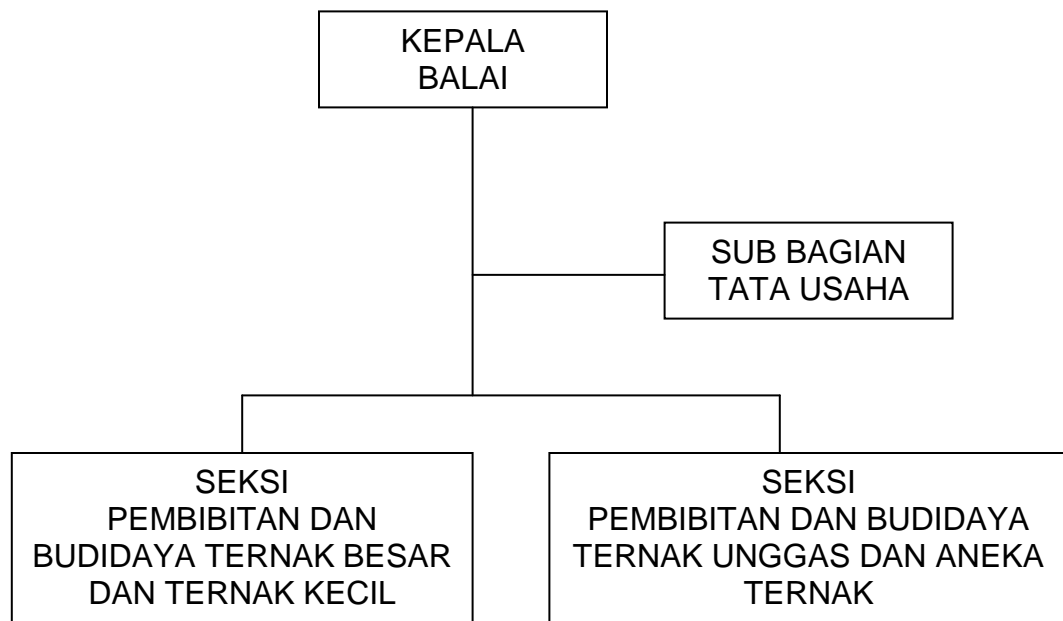 KEPALA
BALAI
SUB BAGIAN
TATA USAHA
SEKSI
PEMBIBITAN DAN
BUDIDAYA TERNAK BESAR
DAN TERNAK KECIL
SEKSI
PEMBIBITAN DAN BUDIDAYA
TERNAK UNGGAS DAN ANEKA
TERNAK